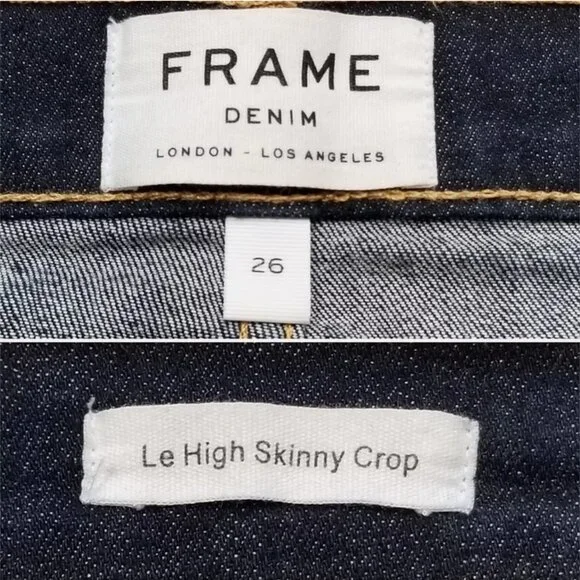 FRAME
DENIM
LONDON - LOS ANGELES
26
Le High Skinny Crop